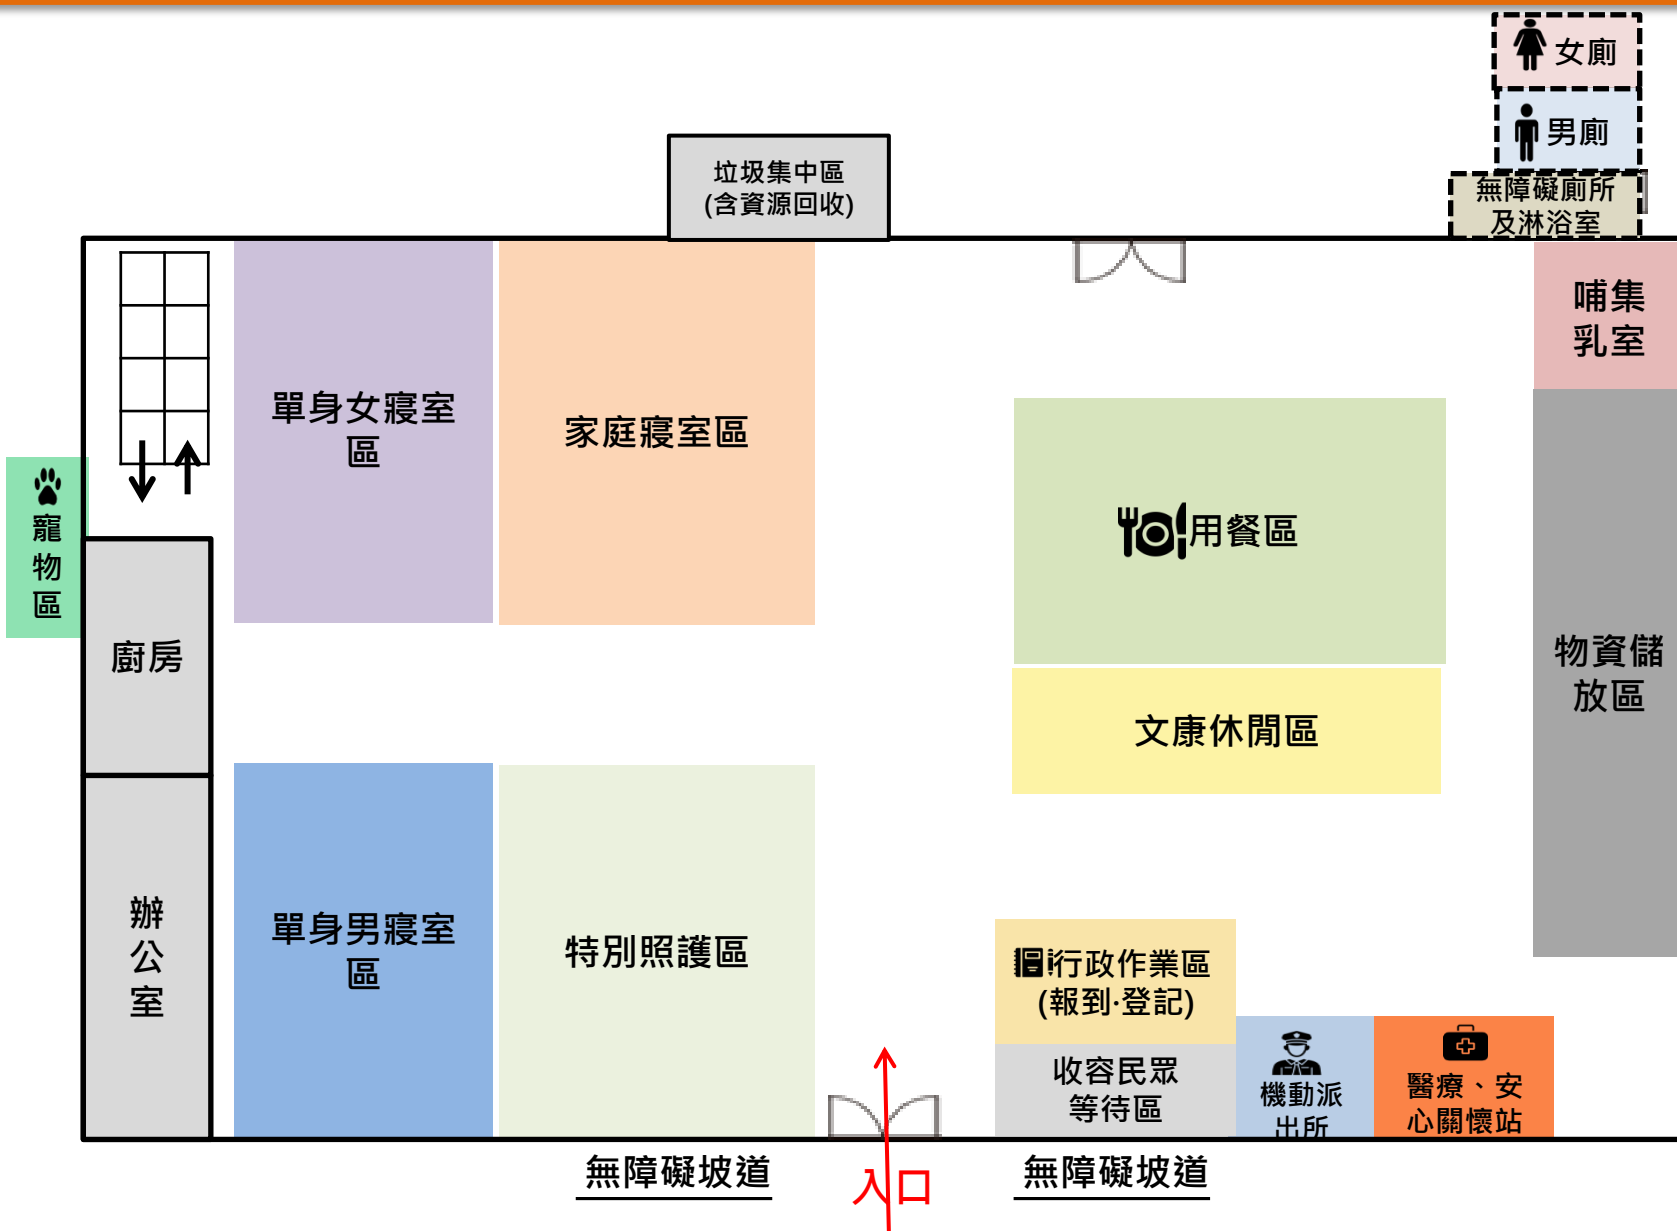 女廁
男廁
無障礙廁所
及淋浴室
垃圾集中區
(含資源回收)
哺集
乳室
單身女寢室
區
家庭寢室區
用餐區
寵
物
區
廚房
物資儲
放區
文康休閒區
辦
公
室
單身男寢室
區
特別照護區
行政作業區
(報到‧登記)
收容民眾
等待區
機動派
出所
醫療、安
心關懷站
無障礙坡道
入口
無障礙坡道